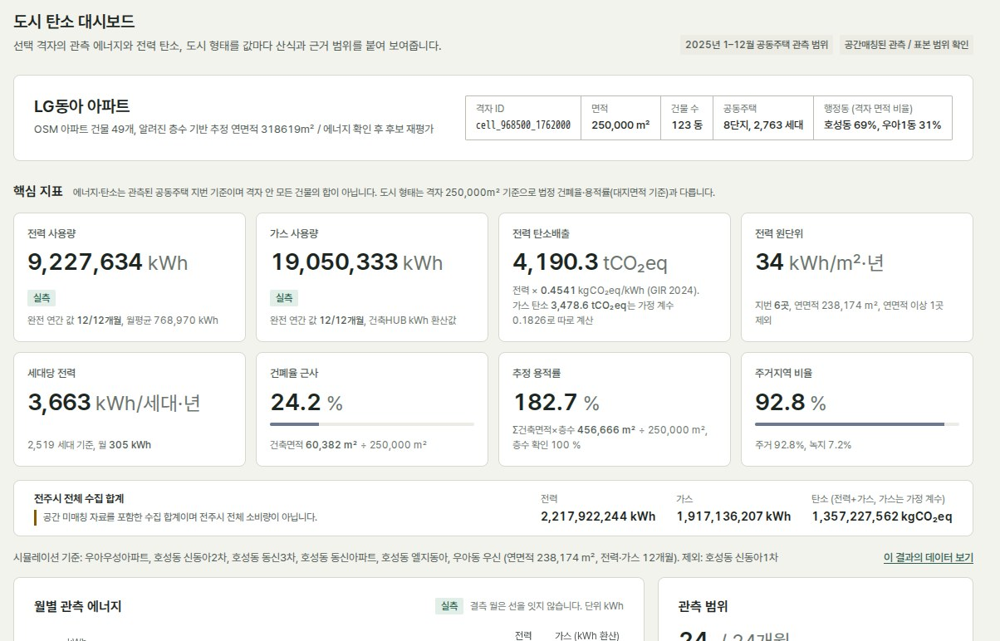 도시 탄소 대시보드
선택 격자의 관측 에너지와 전력 탄소, 도시 형태를 값마다 산식과 근거 범위를 붙여 보여줍니다.
2025년 1–12월 공동주택 관측 범위
공간매칭된 관측 / 표본 범위 확인
LG동아 아파트
OSM 아파트 건물 49개, 알려진 층수 기반 추정 연면적 318619m² / 에너지 확인 후 후보 재평가
격자 ID
cell_968500_1762000
면적
250,000 m²
건물 수
123 동
공동주택
8단지, 2,763 세대
행정동 (격자 면적 비율)
호성동 69%, 우아1동 31%
핵심 지표
에너지·탄소는 관측된 공동주택 지번 기준이며 격자 안 모든 건물의 합이 아닙니다. 도시 형태는 격자 250,000m² 기준으로 법정 건폐율·용적률(대지면적 기준)과 다릅니다.
전력 사용량
9,227,634 kWh
실측
완전 연간 값 12/12개월, 월평균 768,970 kWh
가스 사용량
19,050,333 kWh
실측
완전 연간 값 12/12개월, 건축HUB kWh 환산값
전력 탄소배출
4,190.3 tCO₂eq
전력 × 0.4541 kgCO₂eq/kWh (GIR 2024).
가스 탄소 3,478.6 tCO₂eq는 가정 계수
0.1826로 따로 계산
전력 원단위
34 kWh/m²·년
지번 6곳, 연면적 238,174 m², 연면적 이상 1곳
제외
세대당 전력
3,663 kWh/세대·년
2,519 세대 기준, 월 305 kWh
건폐율 근사
24.2 %
건축면적 60,382 m² ÷ 250,000 m²
추정 용적률
182.7 %
Σ건축면적×층수 456,666 m² ÷ 250,000 m²,
층수 확인 100 %
주거지역 비율
92.8 %
주거 92.8%, 녹지 7.2%
전주시 전체 수집 합계
공간 미매칭 자료를 포함한 수집 합계이며 전주시 전체 소비량이 아닙니다.
전력
2,217,922,244 kWh
가스
1,917,136,207 kWh
탄소 (전력+가스, 가스는 가정 계수)
1,357,227,562 kgCO₂eq
시뮬레이션 기준: 우아우성아파트, 호성동 신동아2차, 호성동 동신3차, 호성동 동신아파트, 호성동 엘지동아, 우아동 우신 (연면적 238,174 m², 전력·가스 12개월). 제외: 호성동 신동아1차
이 결과의 데이터 보기
월별 관측 에너지
실측
결측 월은 선을 잇지 않습니다. 단위 kWh
전력
가스 (kWh 환산)
kWh
관측 범위
24 / 24개월